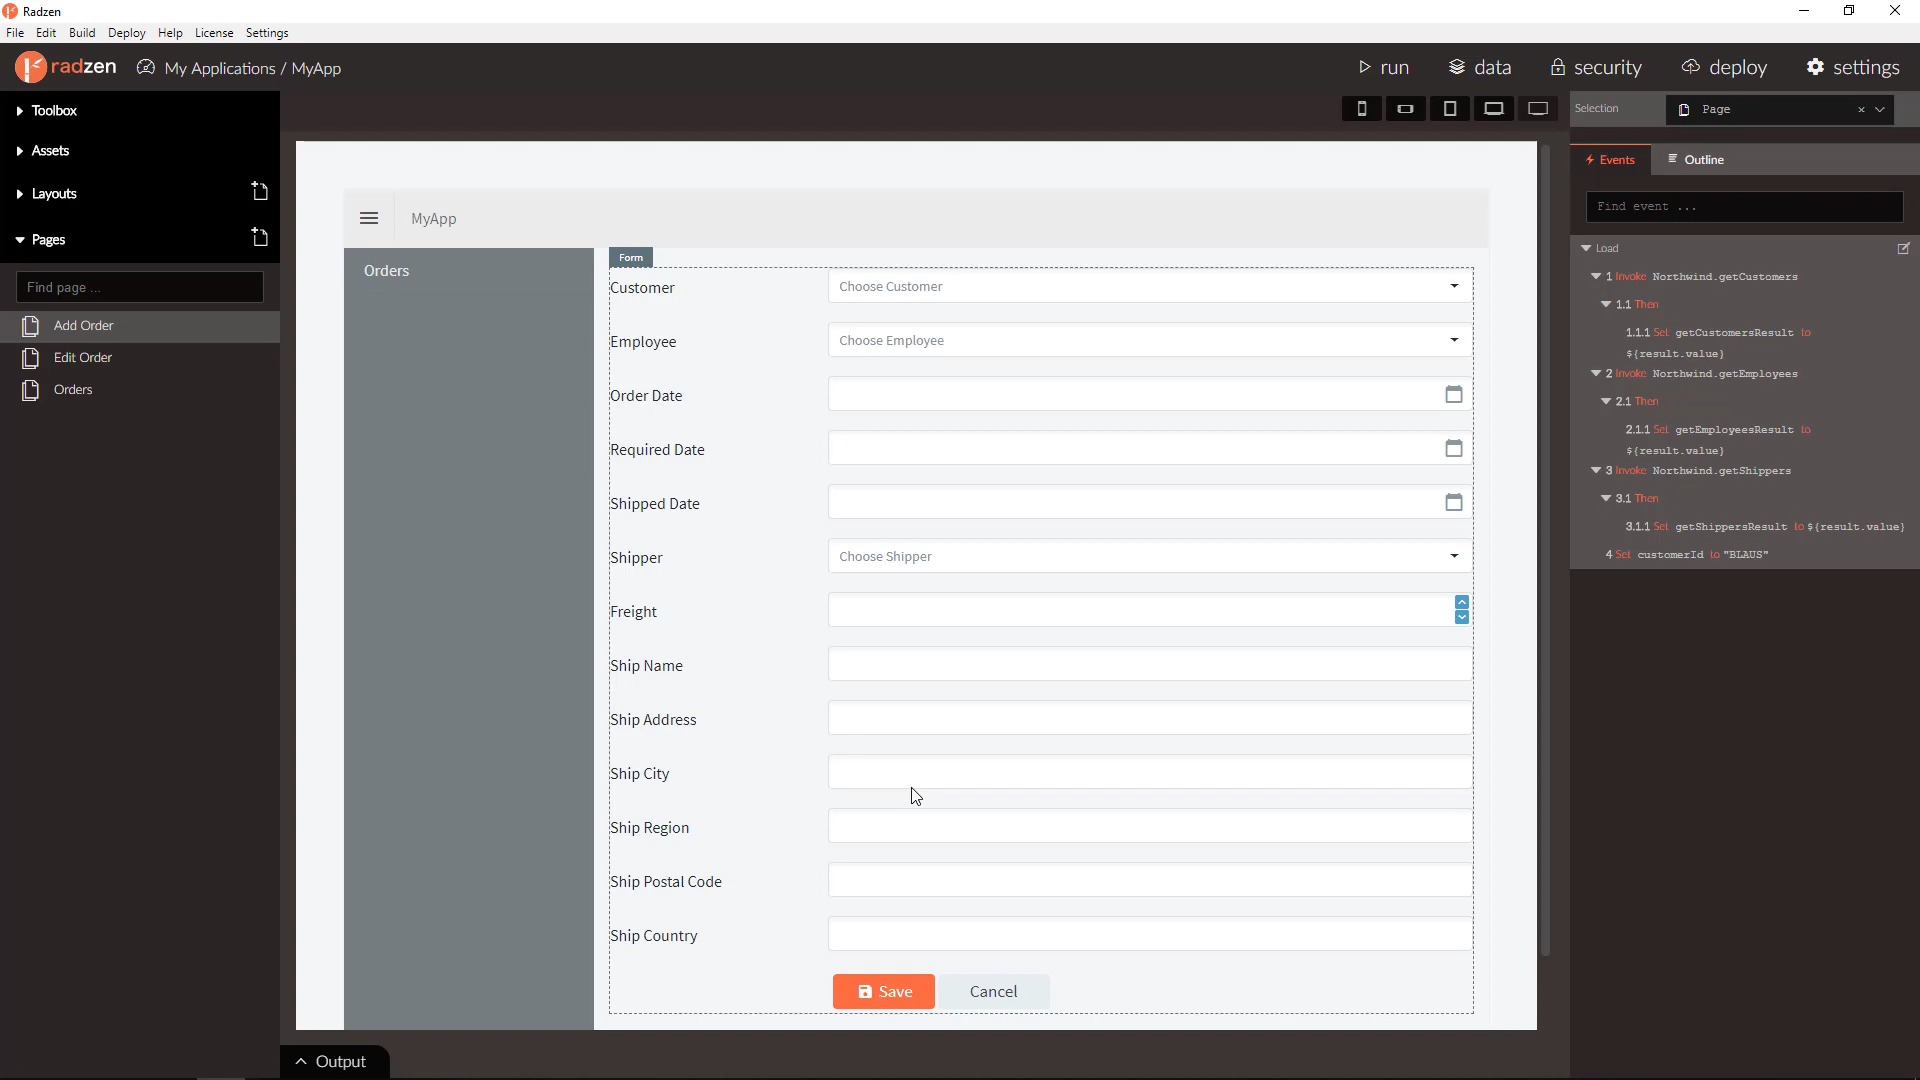 Radzen
File Edit Build Deploy Help License Settings
radzen My Applications / MyApp run data security deploy settings
Toolbox
Assets
Layouts
Pages
Find page ...
Add Order
Edit Order
Orders
MyApp
Orders
Form
Customer Choose Customer
Employee Choose Employee
Order Date
Required Date
Shipped Date
Shipper Choose Shipper
Freight
Ship Name
Ship Address
Ship City
Ship Region
Ship Postal Code
Ship Country
Save Cancel
Output
Selection Page
Events Outline
Find event ...
Load
1 Invoke Northwind.getCustomers
1.1 Then
1.1.1 Set getCustomersResult to
${result.value}
2 Invoke Northwind.getEmployees
2.1 Then
2.1.1 Set getEmployeesResult to
${result.value}
3 Invoke Northwind.getShippers
3.1 Then
3.1.1 Set getShippersResult to ${result.value}
4 Set customerId to "BLAUS"